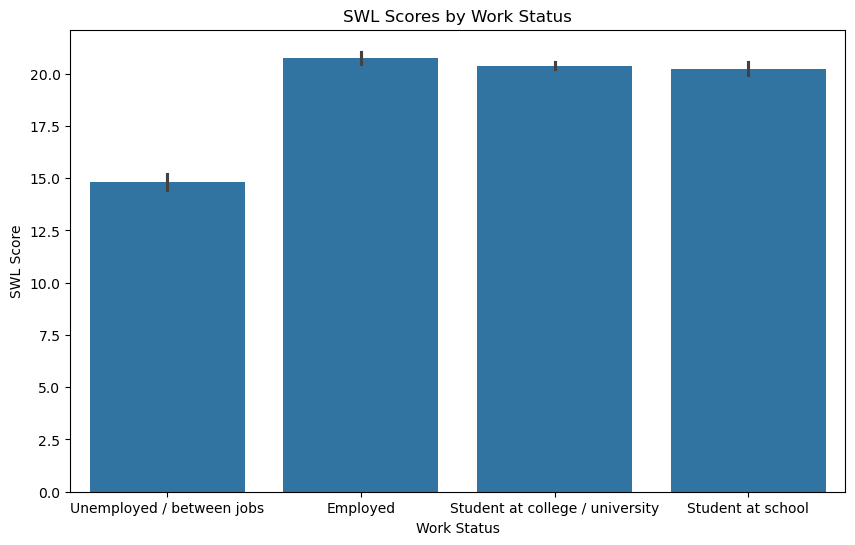 SWL Scores by Work Status
SWL Score
20.0
17.5
15.0
12.5
10.0
7.5
5.0
2.5
0.0
Unemployed / between jobs
Employed
Student at college / university
Student at school
Work Status